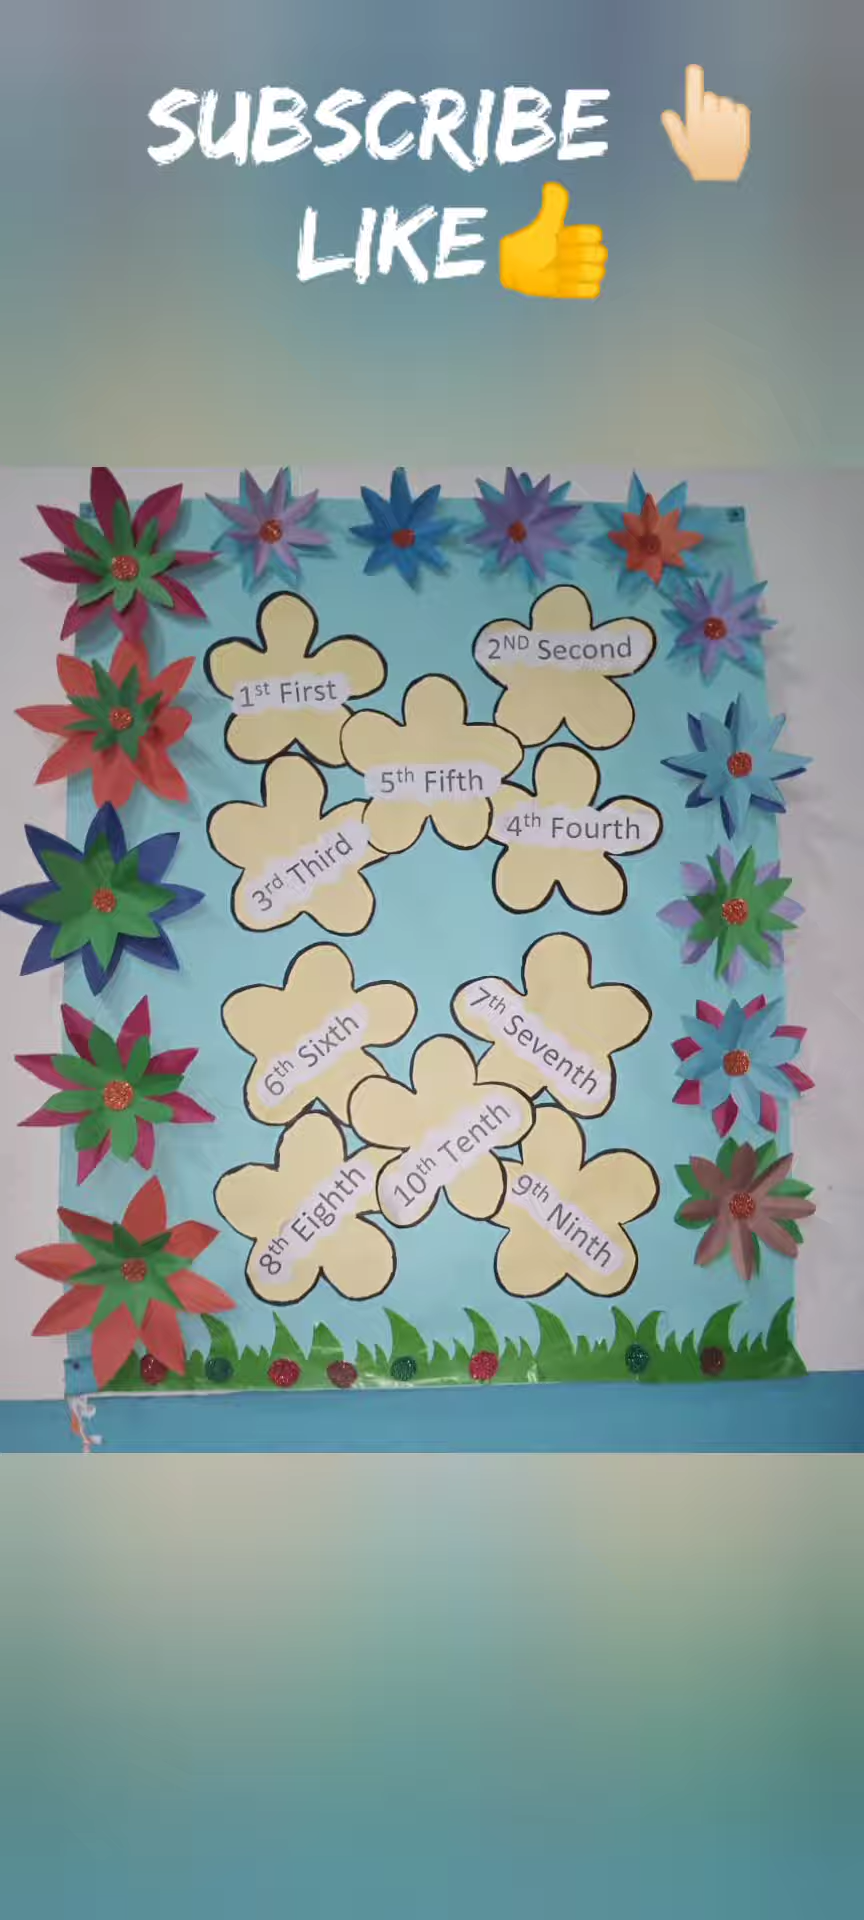 SUBSCRIBE 👆🏻
LIKE👍
1st First
2ND Second
5th Fifth
3rd Third
4th Fourth
6th Sixth
7th Seventh
10th Tenth
8th Eighth
9th Ninth